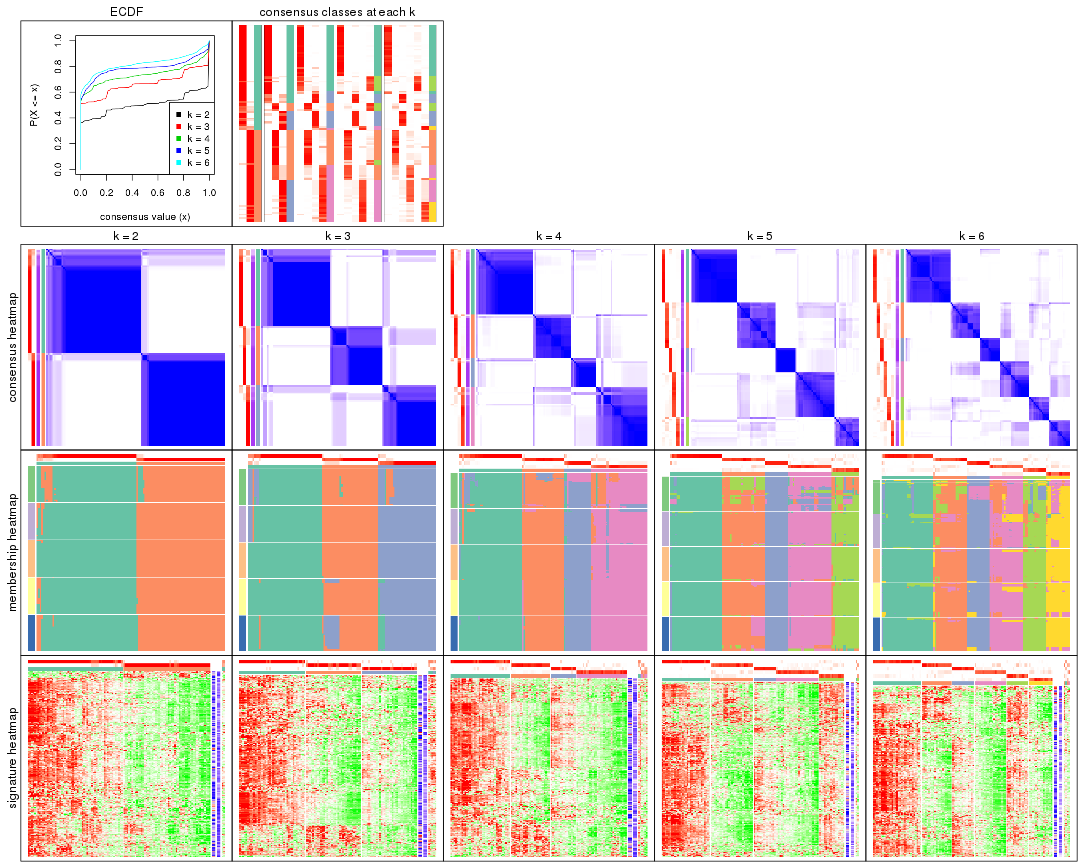 ECDF
consensus classes at each k
P(X <= x)
0.0 0.2 0.4 0.6 0.8 1.0
k = 2
k = 3
k = 4
k = 5
k = 6
0.0 0.2 0.4 0.6 0.8 1.0
consensus value (x)
k = 2
k = 3
k = 4
k = 5
k = 6
consensus heatmap
membership heatmap
signature heatmap